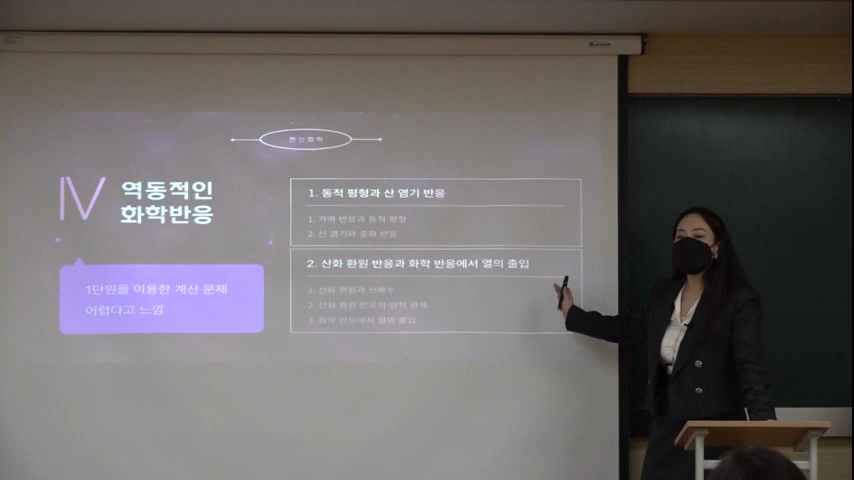 현진화학
IV 역동적인
화학반응
1단원을 이용한 계산 문제
어렵다고 느낌
1. 동적 평형과 산 염기 반응
1. 가역 반응과 동적 평형
2. 산 염기와 중화 반응
2. 산화 환원 반응과 화학 반응에서 열의 출입
1. 산화 환원과 산화수
2. 산화 환원 반응의 양적 관계
3. 화학 반응에서 열의 출입